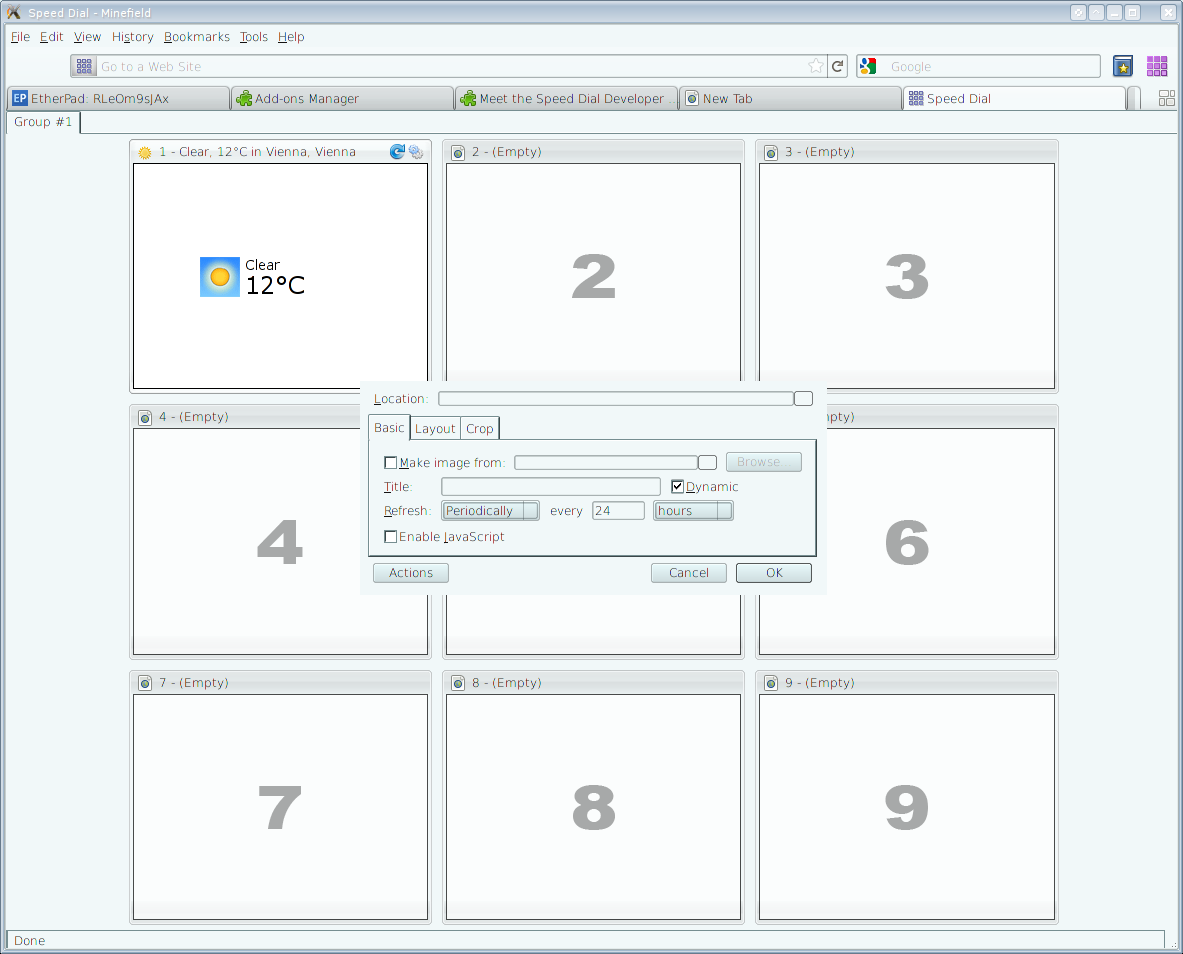 Speed Dial - Minefield
File Edit View History Bookmarks Tools Help
Go to a Web Site
Google
EP EtherPad: RLeOm9sJAx
Add-ons Manager
Meet the Speed Dial Developer ...
New Tab
Speed Dial
Group #1
1 - Clear, 12°C in Vienna, Vienna
2 - (Empty)
3 - (Empty)
Clear
12°C
2
3
Location:
4 - (Empty)
pty)
Basic Layout Crop
Make image from: Browse
Title: Dynamic
Refresh: Periodically every 24 hours
Enable JavaScript
4
6
Actions Cancel OK
7 - (Empty)
8 - (Empty)
9 - (Empty)
7
8
9
Done